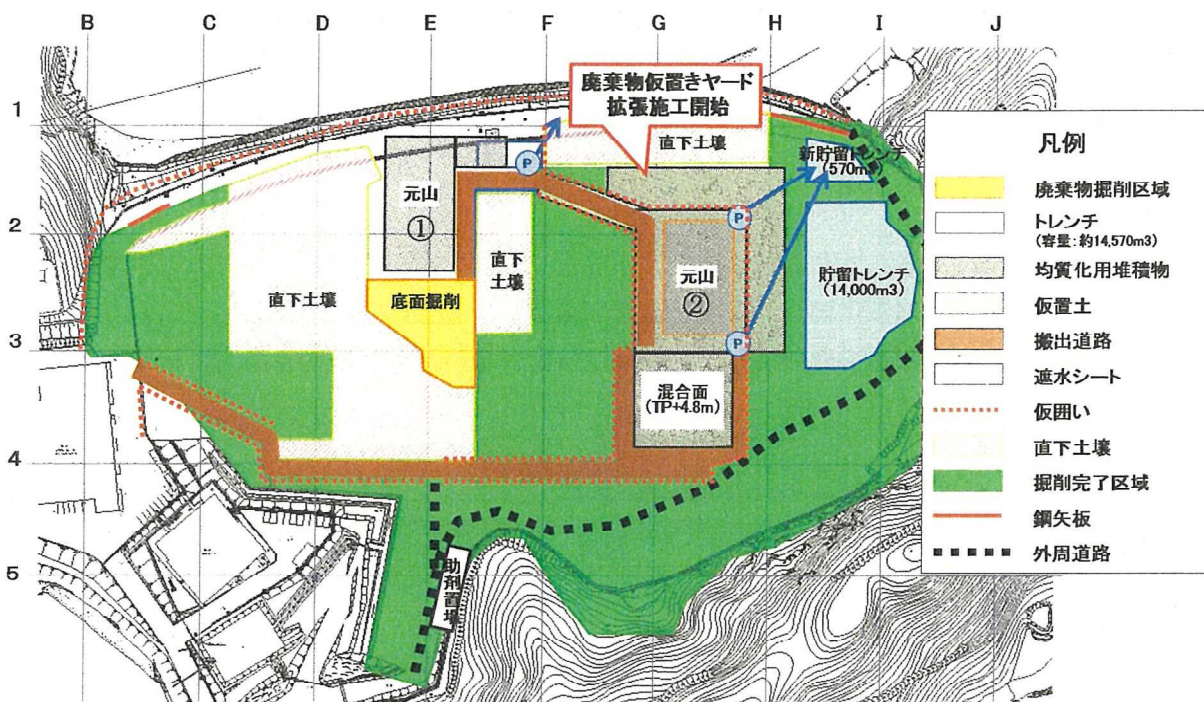 B C D E F G H I J
1
2
3
4
5
廃棄物仮置きヤード
拡張施工開始
直下土壌
新貯留トレンチ
(570m3)
元山
①
P
P
P
直下
土壌
元山
②
貯留トレンチ
(14,000m3)
直下土壌
底面掘削
混合面
(TP+4.8m)
助剤置場
凡例
廃棄物掘削区域
トレンチ
(容量:約14,570m3)
均質化用堆積物
仮置土
搬出道路
遮水シート
仮囲い
直下土壌
掘削完了区域
鋼矢板
外周道路